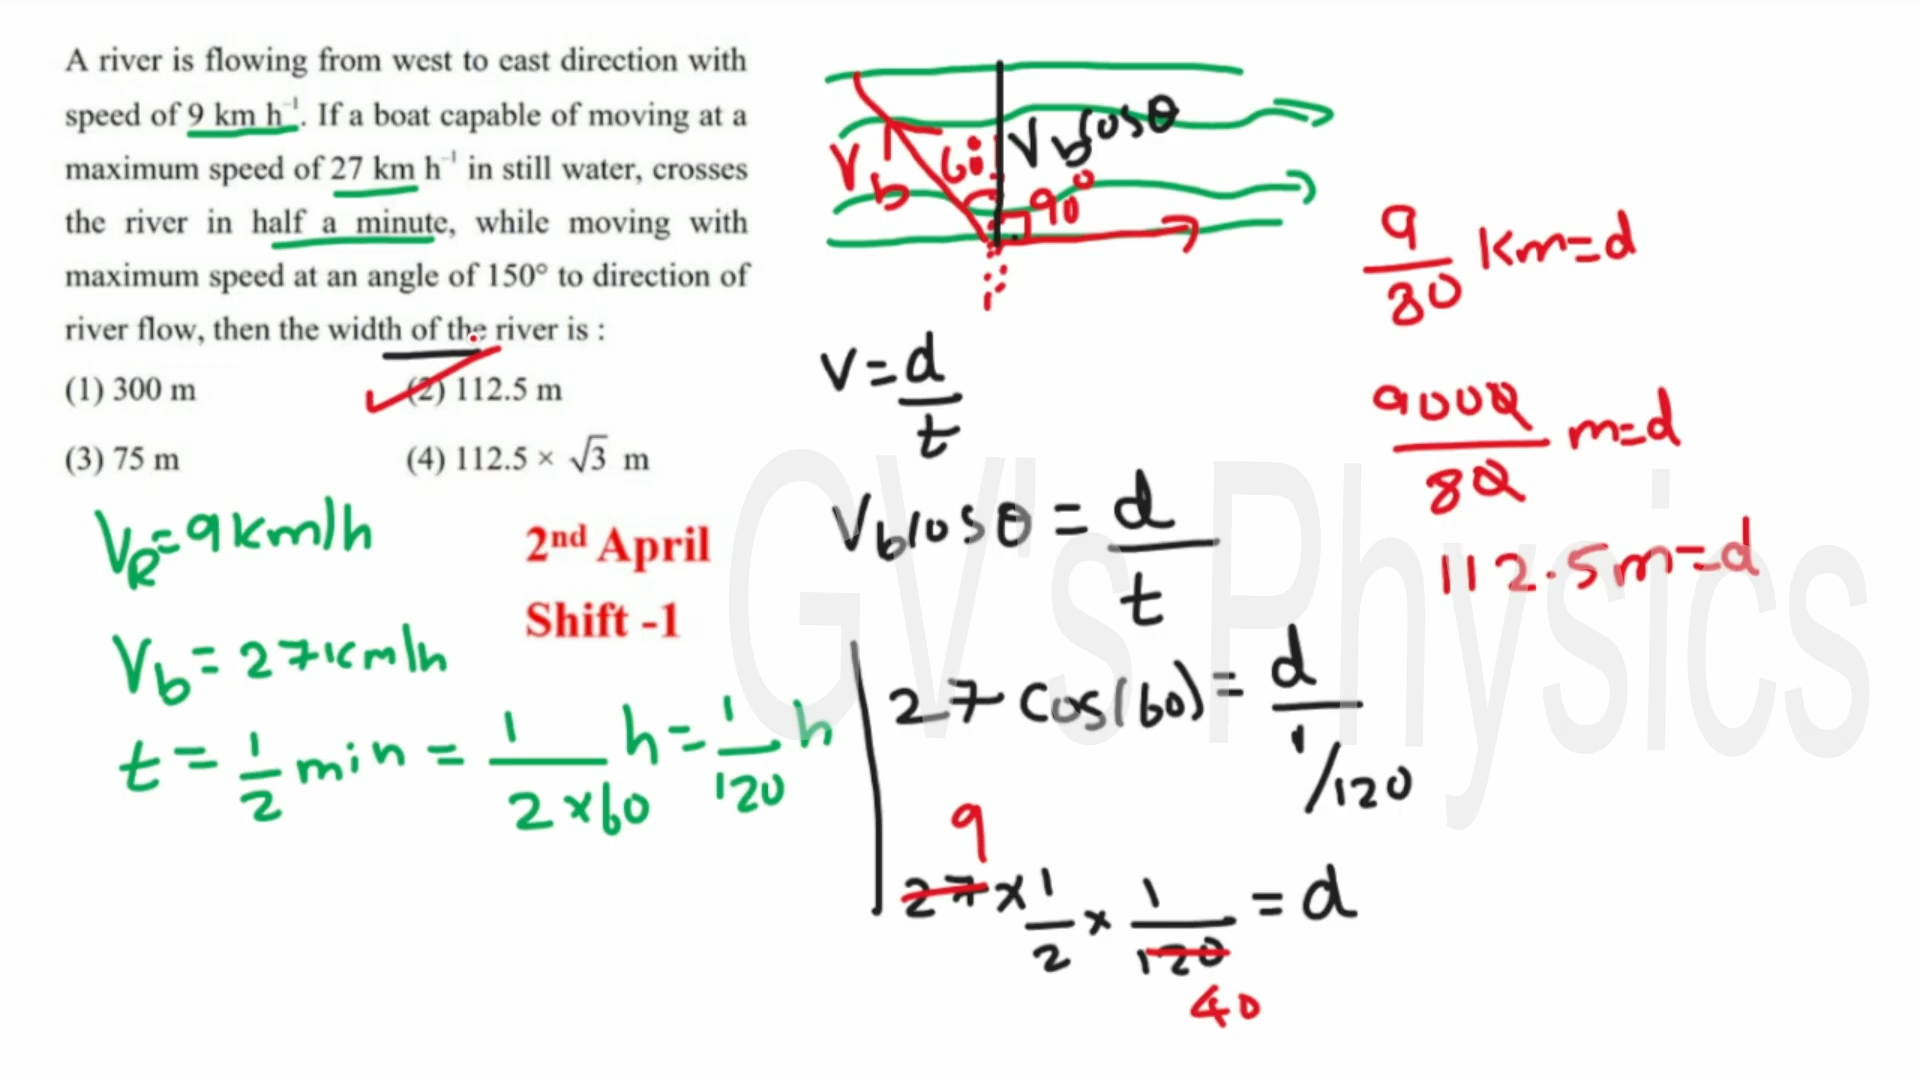 A river is flowing from west to east direction with
speed of 9 km h⁻¹. If a boat capable of moving at a
maximum speed of 27 km h⁻¹ in still water, crosses
the river in half a minute, while moving with
maximum speed at an angle of 150° to direction of
river flow, then the width of the river is :
(1) 300 m (2) 112.5 m
(3) 75 m (4) 112.5 × √3 m
2nd April
Shift -1
V_R = 9 km/h
V_b = 27 km/h
t = 1/2 min = 1/(2×60) h = 1/120 h
V_b
60
V_b cosθ
90°
v = d/t
V_b cosθ = d/t
27 cos(60) = d/(1/120)
27 × 1/2 × 1/120 = d
9
40
9/80 km = d
9000/80 m = d
112.5 m = d
GV's Physics